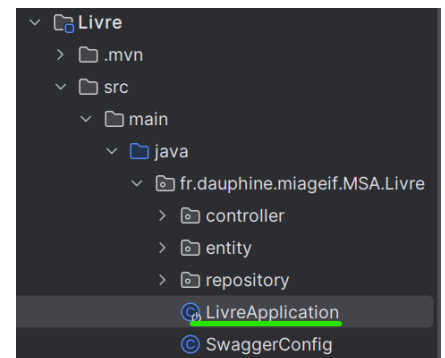 Livre
.mvn
src
main
java
fr.dauphine.miageif.MSA.Livre
controller
entity
repository
LivreApplication
SwaggerConfig